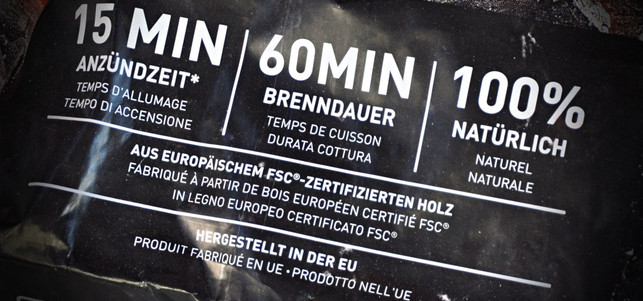 15 MIN
ANZÜNDZEIT*
TEMPS D'ALLUMAGE
TEMPO DI ACCENSIONE
60MIN
BRENNDAUER
TEMPS DE CUISSON
DURATA COTTURA
100%
NATÜRLICH
NATUREL
NATURALE
AUS EUROPÄISCHEM FSC®-ZERTIFIZIERTEN HOLZ
FABRIQUÉ À PARTIR DE BOIS EUROPÉEN CERTIFIÉ FSC®
IN LEGNO EUROPEO CERTIFICATO FSC®
HERGESTELLT IN DER EU
PRODUIT FABRIQUÉ EN UE • PRODOTTO NELL'UE